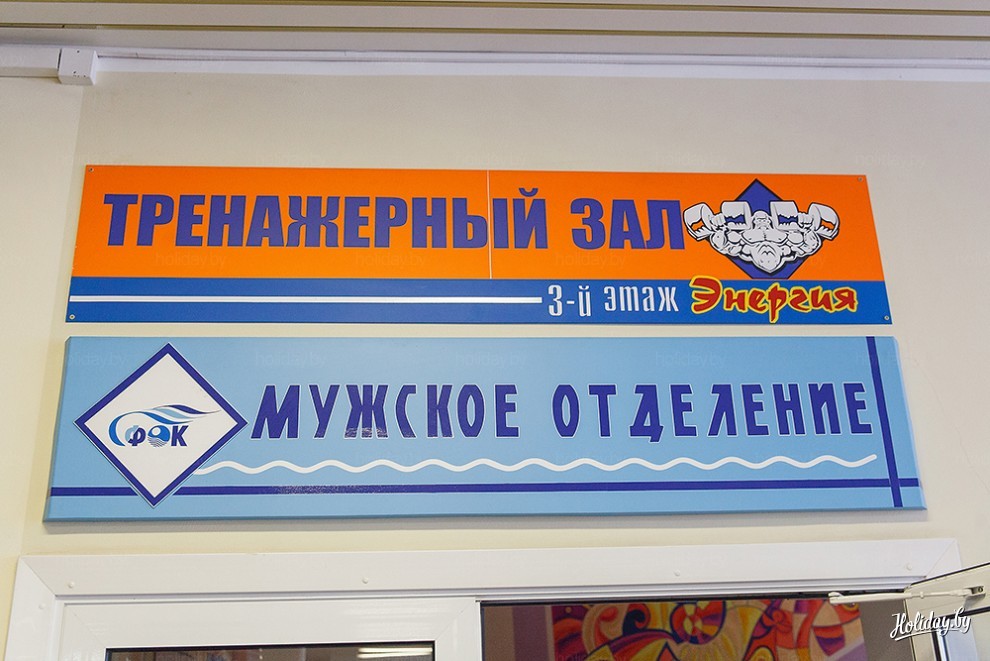 ТРЕНАЖЕРНЫЙ ЗАЛ
3-й этаж Энергия
ФОК
МУЖСКОЕ ОТДЕЛЕНИЕ
Holiday.by